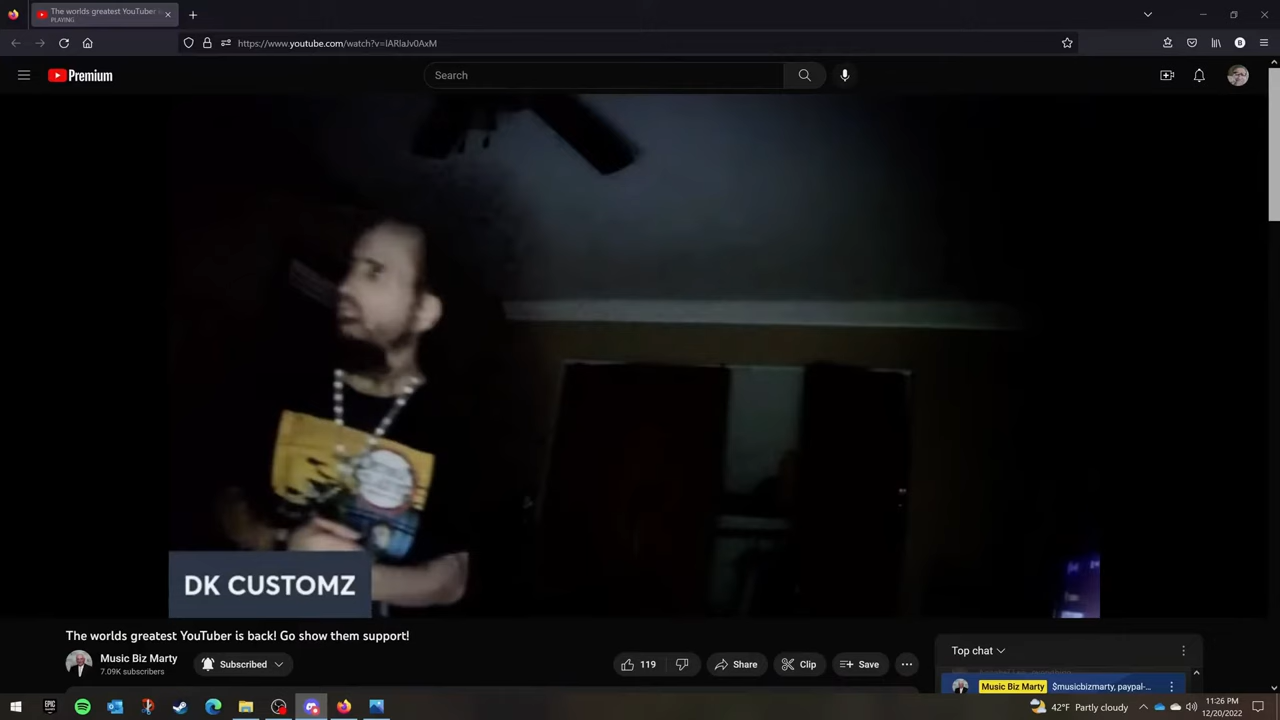 The worlds greatest YouTuber i
PLAYING
https://www.youtube.com/watch?v=lARlaJv0AxM
B
Premium
Search
DK CUSTOMZ
The worlds greatest YouTuber is back! Go show them support!
Music Biz Marty
7.09K subscribers
Subscribed
119
Share
Clip
Save
Top chat
Music Biz Marty $musicbizmarty, paypal-...
EPIC
42°F Partly cloudy
11:26 PM
12/20/2022